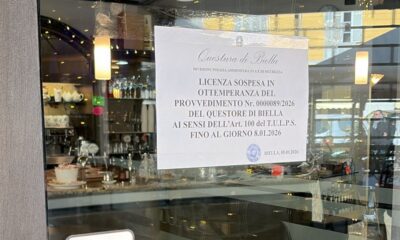 Questura di Biella
LICENZA SOSPESA IN
OTTEMPERANZA DEL
PROVVEDIMENTO Nr. 0000089/2026
DEL QUESTORE DI BIELLA
AI SENSI DELL'Art. 100 del T.U.L.P.S.
FINO AL GIORNO 8.01.2026
BIELLA,